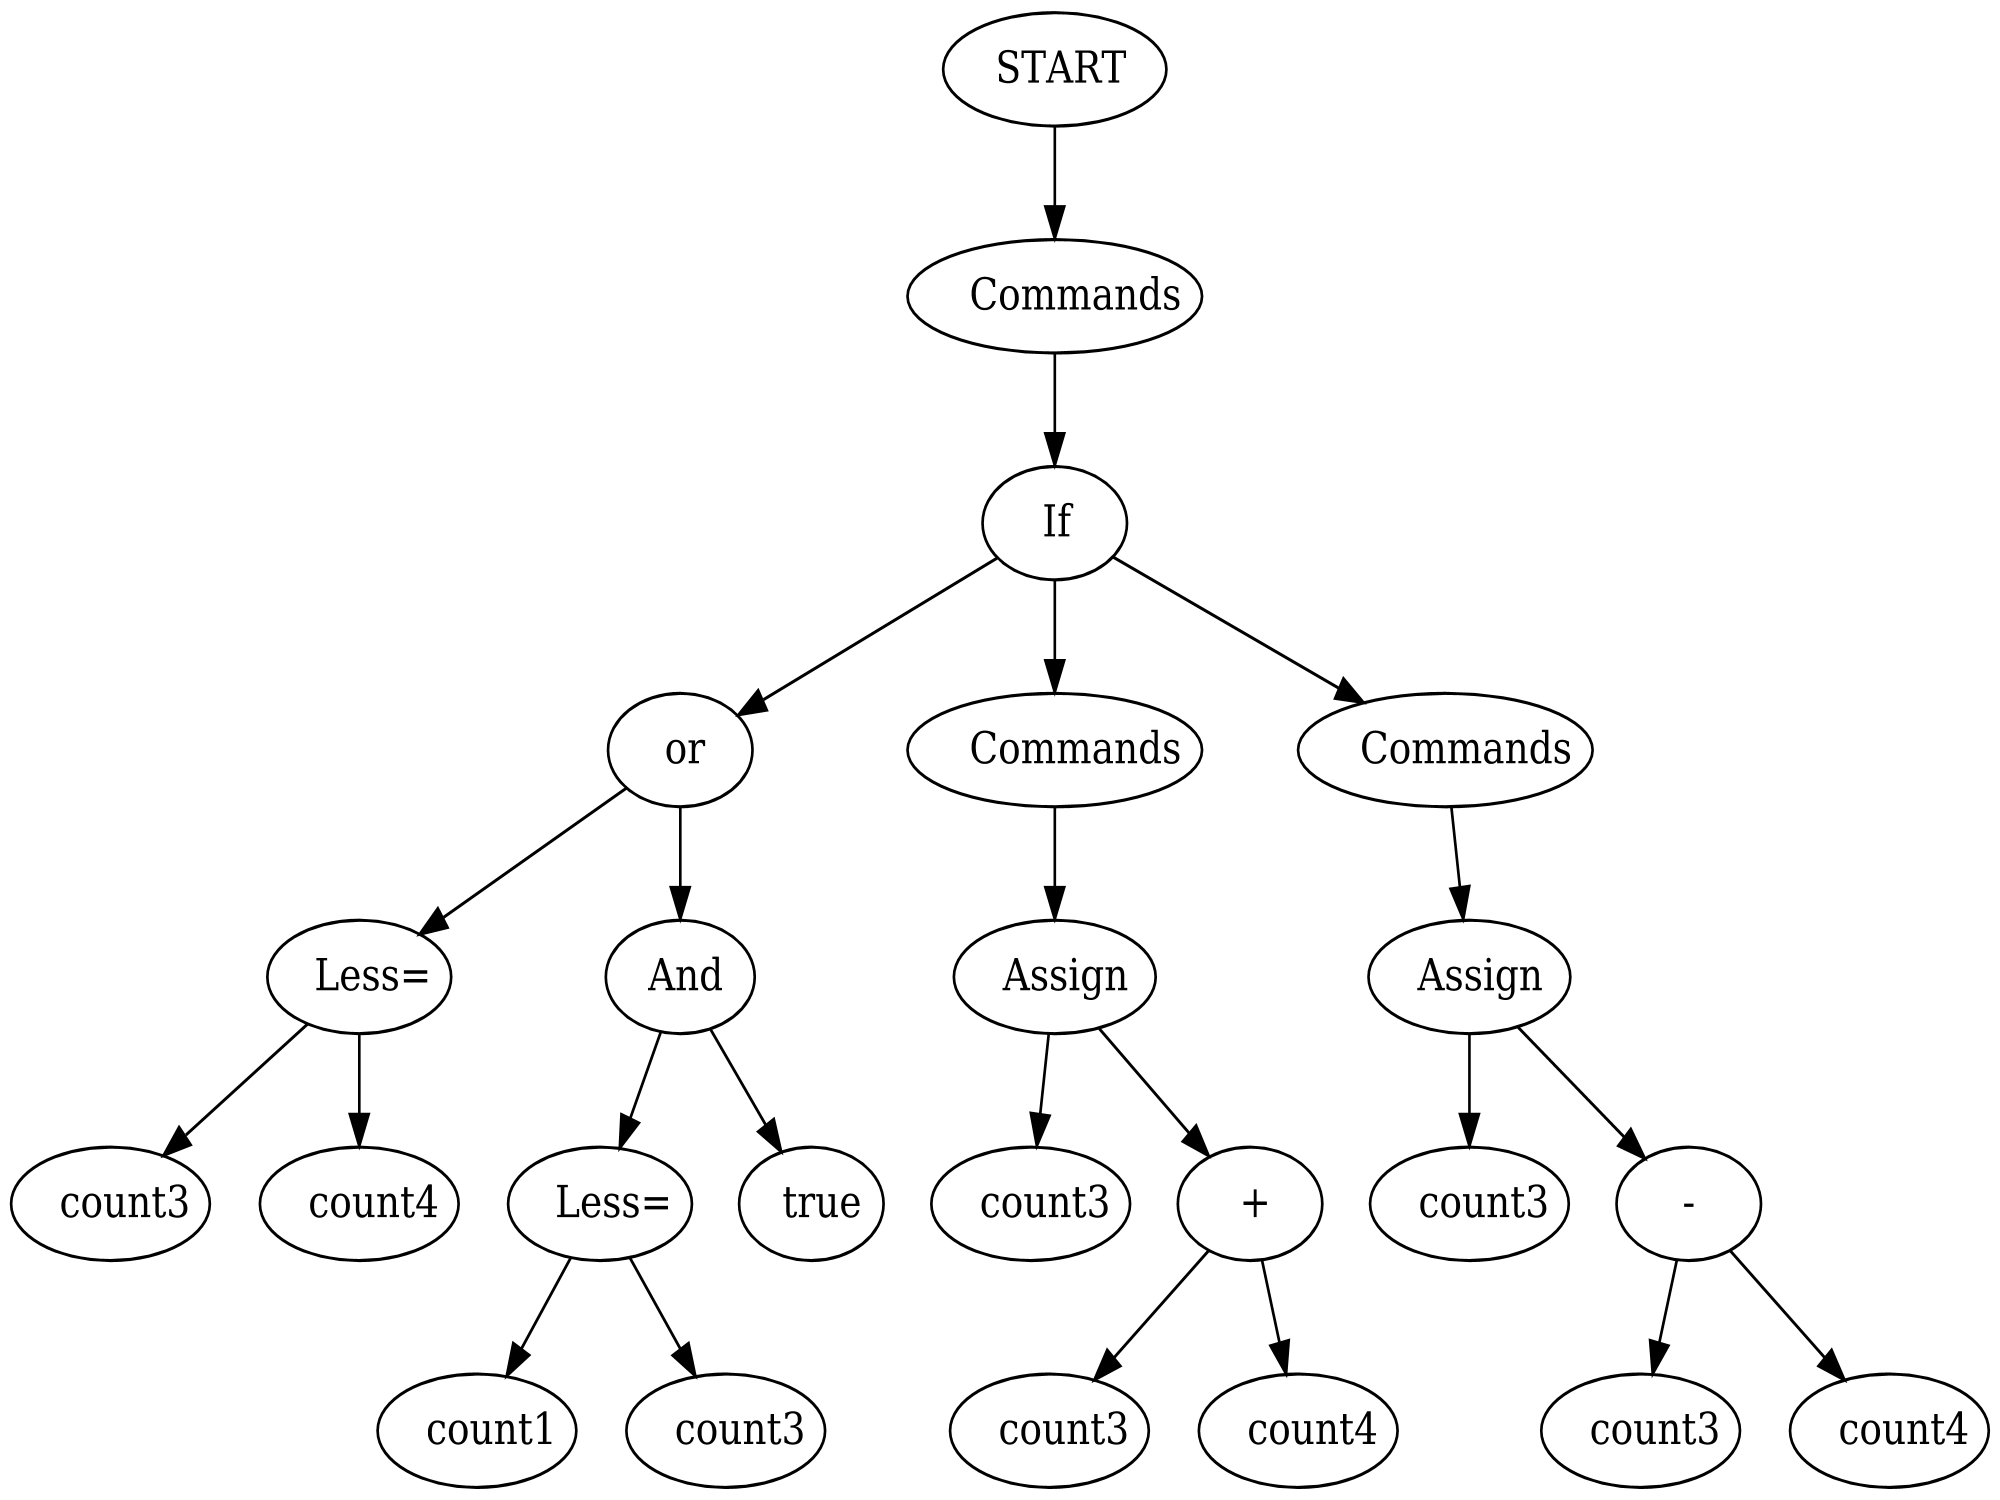 START
Commands
If
or
Commands
Commands
Less=
And
Assign
Assign
count3
count4
Less=
true
count3
+
count3
-
count1
count3
count3
count4
count3
count4